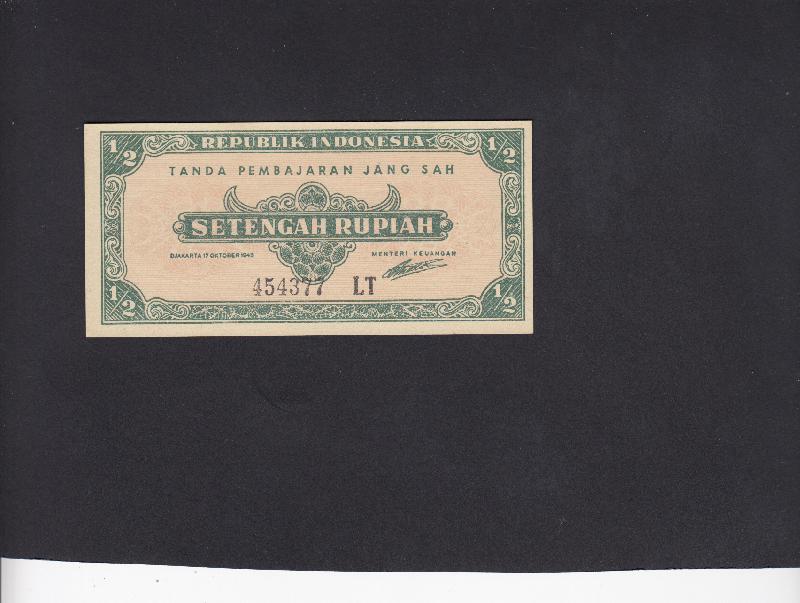 1/2 REPUBLIK INDONESIA 1/2
TANDA PEMBAJARAN JANG SAH
SETENGAH RUPIAH
DJAKARTA 17 OKTOBER 1945 MENTERI KEUANGAN
454377 LT
1/2 1/2